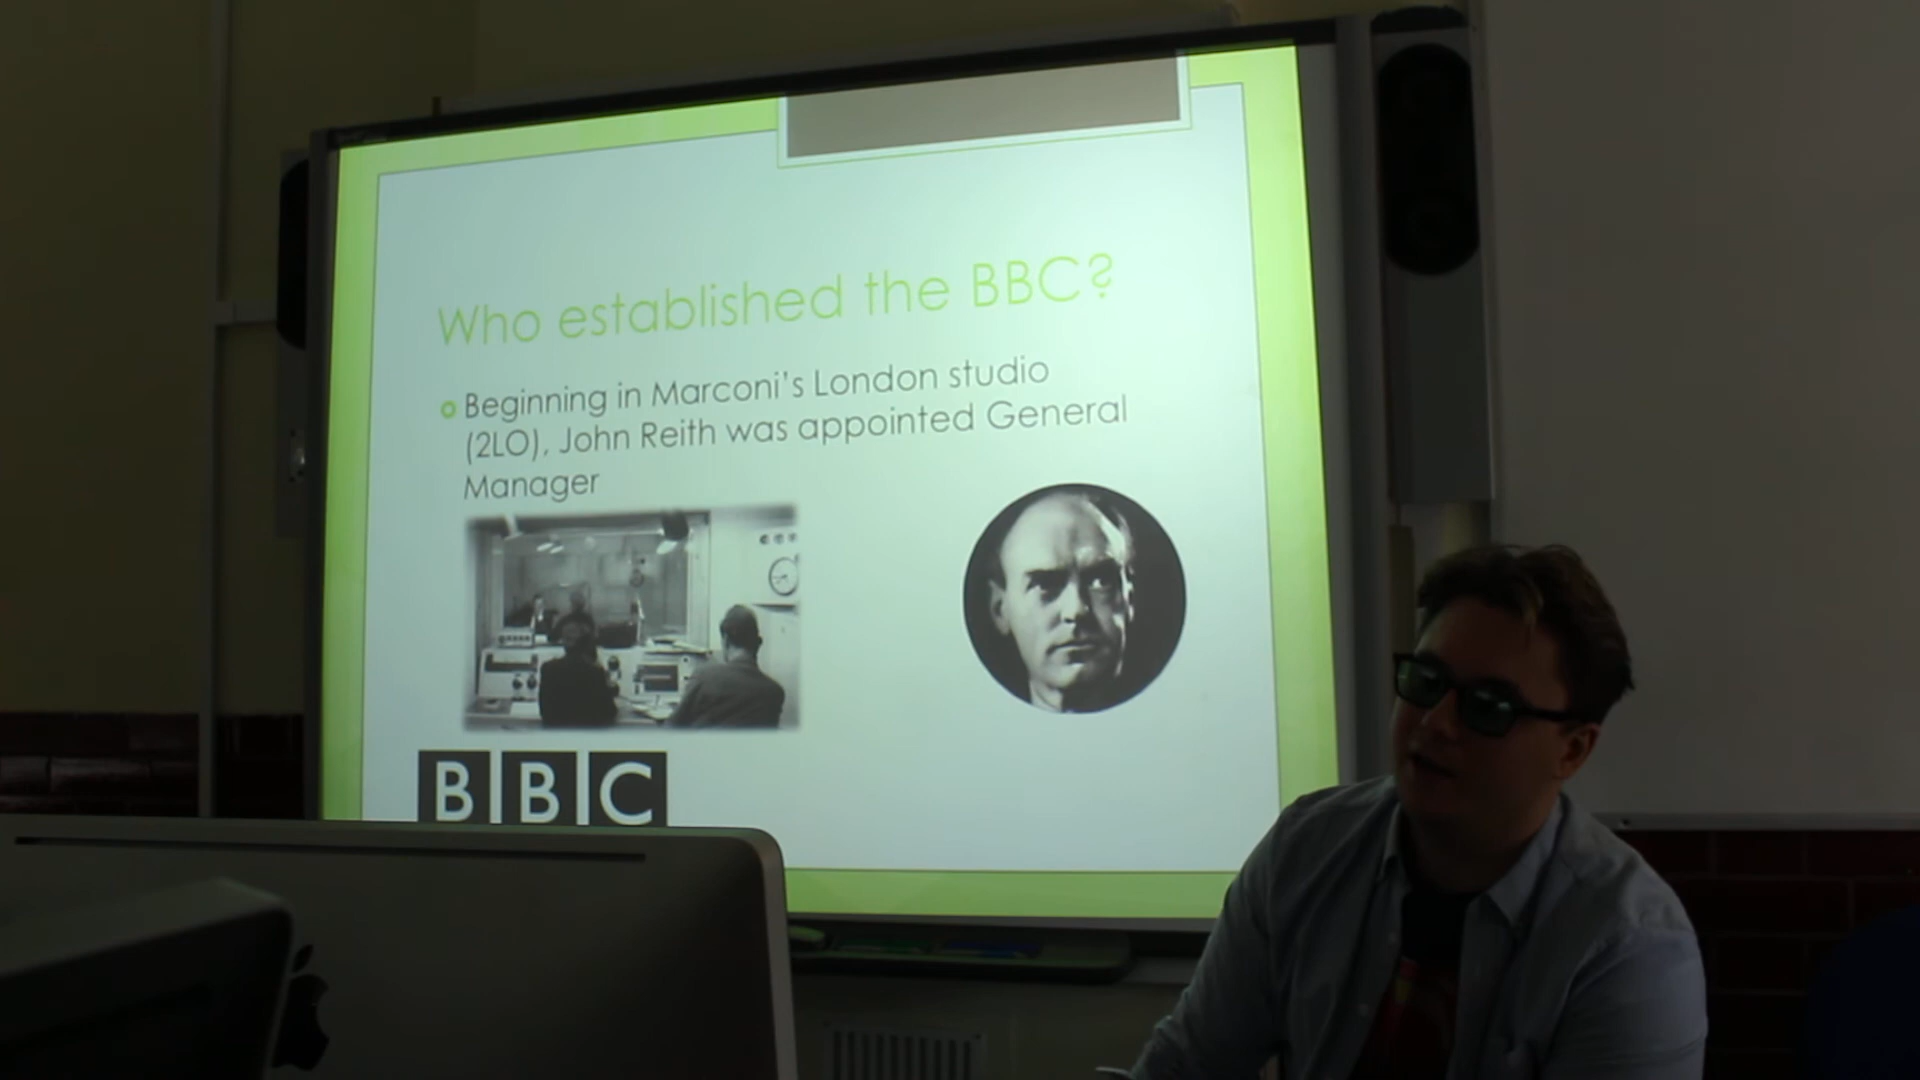 Who established the BBC?
Beginning in Marconi's London studio
(2LO), John Reith was appointed General
Manager
BBC